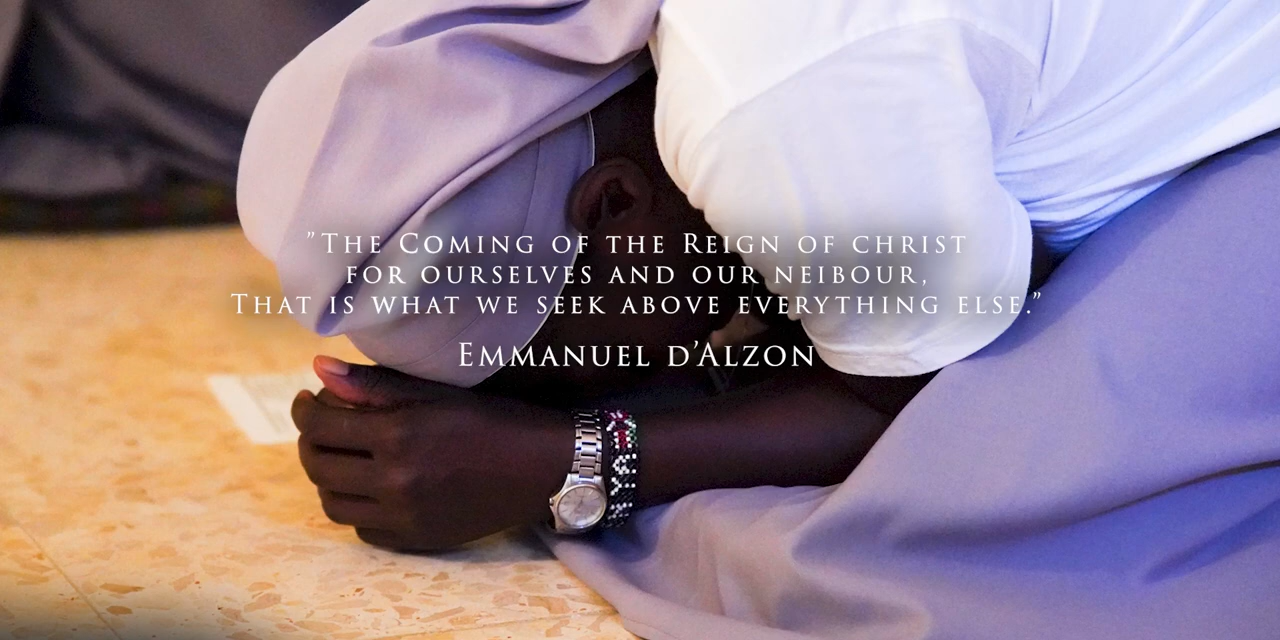 ”The Coming of the Reign of christ
for ourselves and our neibour,
That is what we seek above everything else.”
Emmanuel d’Alzon